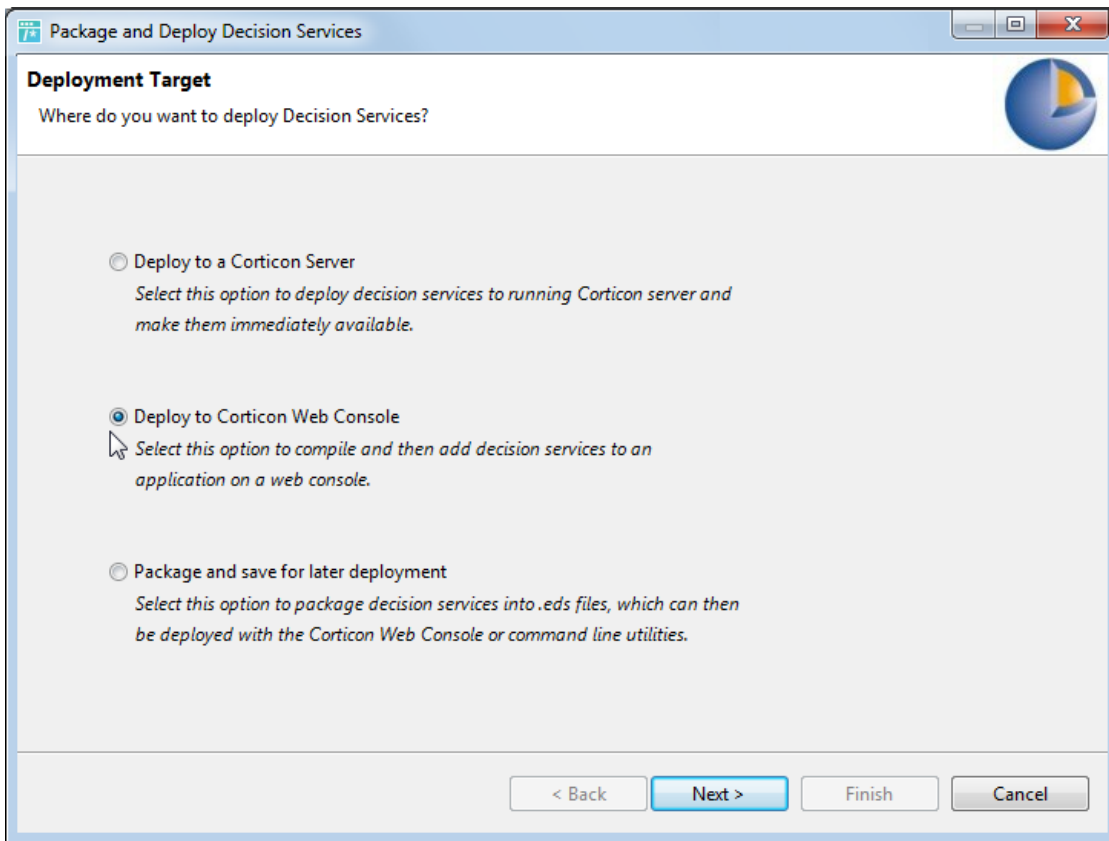 Package and Deploy Decision Services
Deployment Target
Where do you want to deploy Decision Services?
Deploy to a Corticon Server
Select this option to deploy decision services to running Corticon server and
make them immediately available.
Deploy to Corticon Web Console
Select this option to compile and then add decision services to an
application on a web console.
Package and save for later deployment
Select this option to package decision services into .eds files, which can then
be deployed with the Corticon Web Console or command line utilities.
< Back Next > Finish Cancel